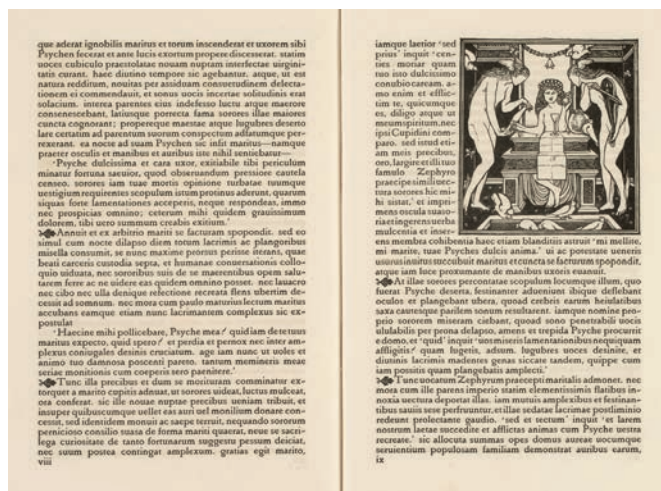 que aderat ignobilis maritus et torum inscenderat et uxorem sibi
Psychen fecerat et ante lucis exortum propere discesserat. statim
uoces cubiculo praestolatae nouam nuptam interfectae uirgini-
tatis curant. haec diutino tempore sic agebantur. atque, ut est
natura redditum, nouitas per assiduam consuetudinem delecta-
tionem ei commendauit, et sonus uocis incertae solitudinis erat
solacium. interea parentes eius indefesso luctu atque maerore
consenescebant, latiusque porrecta fama sorores illae maiores
cuncta cognorant; propereque maestae atque lugubres deserto
lare certatim ad parentum suorum conspectum adfatumque per-
rexerant. ea nocte ad suam Psychen sic infit maritus—namque
praeter osculis et manibus et auribus iste nihil sentiebatur—
'Psyche dulcissima et cara uxor, exitiabile tibi periculum
minatur fortuna saeuior, quod obseruandum pressiore cautela
censeo. sorores iam tuae mortis opinione turbatae tuumque
uestigium requirentes scopulum istum protinus aderunt, quarum
siquas forte lamentationes acceperis, neque respondeas, immo
nec prospicias omnino; ceterum mihi quidem grauissimum
dolorem, tibi uero summum creabis exitium.'
Annuit et ex arbitrio mariti se facturam spopondit. sed eo
simul cum nocte dilapso diem totum lacrimis ac plangoribus
misella consumit, se nunc maxime prorsus perisse iterans, quae
beati carceris custodia septa, et humanae conuersationis collo-
quio uiduata, nec sororibus suis de se maerentibus opem salu-
tarem ferre ac ne uidere eas quidem omnino posset. nec lauacro
nec cibo nec ulla denique refectione recreata flens ubertim de-
cessit ad somnum. nec mora cum paulo maturius lectum maritus
accubans eamque etiam nunc lacrimantem complexus sic ex-
postulat
'Haecine mihi pollicebare, Psyche mea? quid iam de te tuus
maritus expecto, quid spero? et perdia et pernox nec inter am-
plexus coniugales desinis cruciatum. age iam nunc ut uoles et
animo tuo damnosa poscenti pareto. tantum memineris meae
seriae monitionis cum coeperis sero paenitere.'
Tunc illa precibus et dum se morituram comminatur ex-
torquet a marito cupitis adnuat, ut sorores uideat, luctus mulceat,
ora conferat. sic ille nouae nuptae precibus ueniam tribuit, et
insuper quibuscumque uellet eas auri uel monilium donare con-
cessit, sed identidem monuit ac saepe terruit, nequando sororum
pernicioso consilio suasa de forma mariti quaerat, neue se sacri-
lega curiositate de tanto fortunarum suggestu pessum deiciat,
nec suum postea contingat amplexum. gratias egit marito,
viii
iamque laetior 'sed
prius' inquit 'cen-
ties moriar quam
tuo isto dulcissimo
conubio caream. a-
mo enim et efflic-
tim te, quicumque
es, diligo atque ut
meum spiritum, nec
ipsi Cupidini com-
paro. sed istud eti-
am meis precibus,
oro, largire et illi tuo
famulo Zephyro
praecipe simili uec-
tura sorores hic mi-
hi sistat,' et imprim-
ens oscula suaso-
ria et ingerens uerba
mulcentia et inser-
ens membra cohibentia haec etiam blanditiis astruit 'mi mellite,
mi marite, tuae Psyches dulcis anima.' ui ac potestate ueneris
usurus inuitus succubuit maritus et cuncta se facturum spopondit,
atque iam luce proxumante de manibus uxoris euanuit.
At illae sorores percontatae scopulum locumque illum, quo
fuerat Psyche deserta, festinanter adueniunt ibique deflebant
oculos et plangebant ubera, quoad crebris earum heiulatibus
saxa cautesque parilem sonum resultarent. iamque nomine pro-
prio sororem miseram ciebant, quoad sono penetrabili uocis
ululabilis per prona delapso, amens et trepida Psyche procurrit
e domo, et 'quid' inquit 'uos miseris lamentationibus nequiquam
affligitis? quam lugetis, adsum. lugubres uoces desinite, et
diutinis lacrimis madentes genas siccate tandem, quippe cum
iam possitis quam plangebatis amplecti.'
Tunc uocatum Zephyrum praecepti maritalis admonet. nec
mora cum ille parens imperio statim clementissimis flatibus in-
noxia uectura deportat illas. iam mutuis amplexibus et festinan-
tibus sauiis sese perfruuntur, et illae sedatae lacrimae postliminio
redeunt prolectante gaudio. 'sed et tectum' inquit 'et larem
nostrum laetae succedite et afflictas animas cum Psyche uestra
recreate.' sic allocuta summas opes domus aureae uocumque
seruientium populosam familiam demonstrat auribus earum,
ix